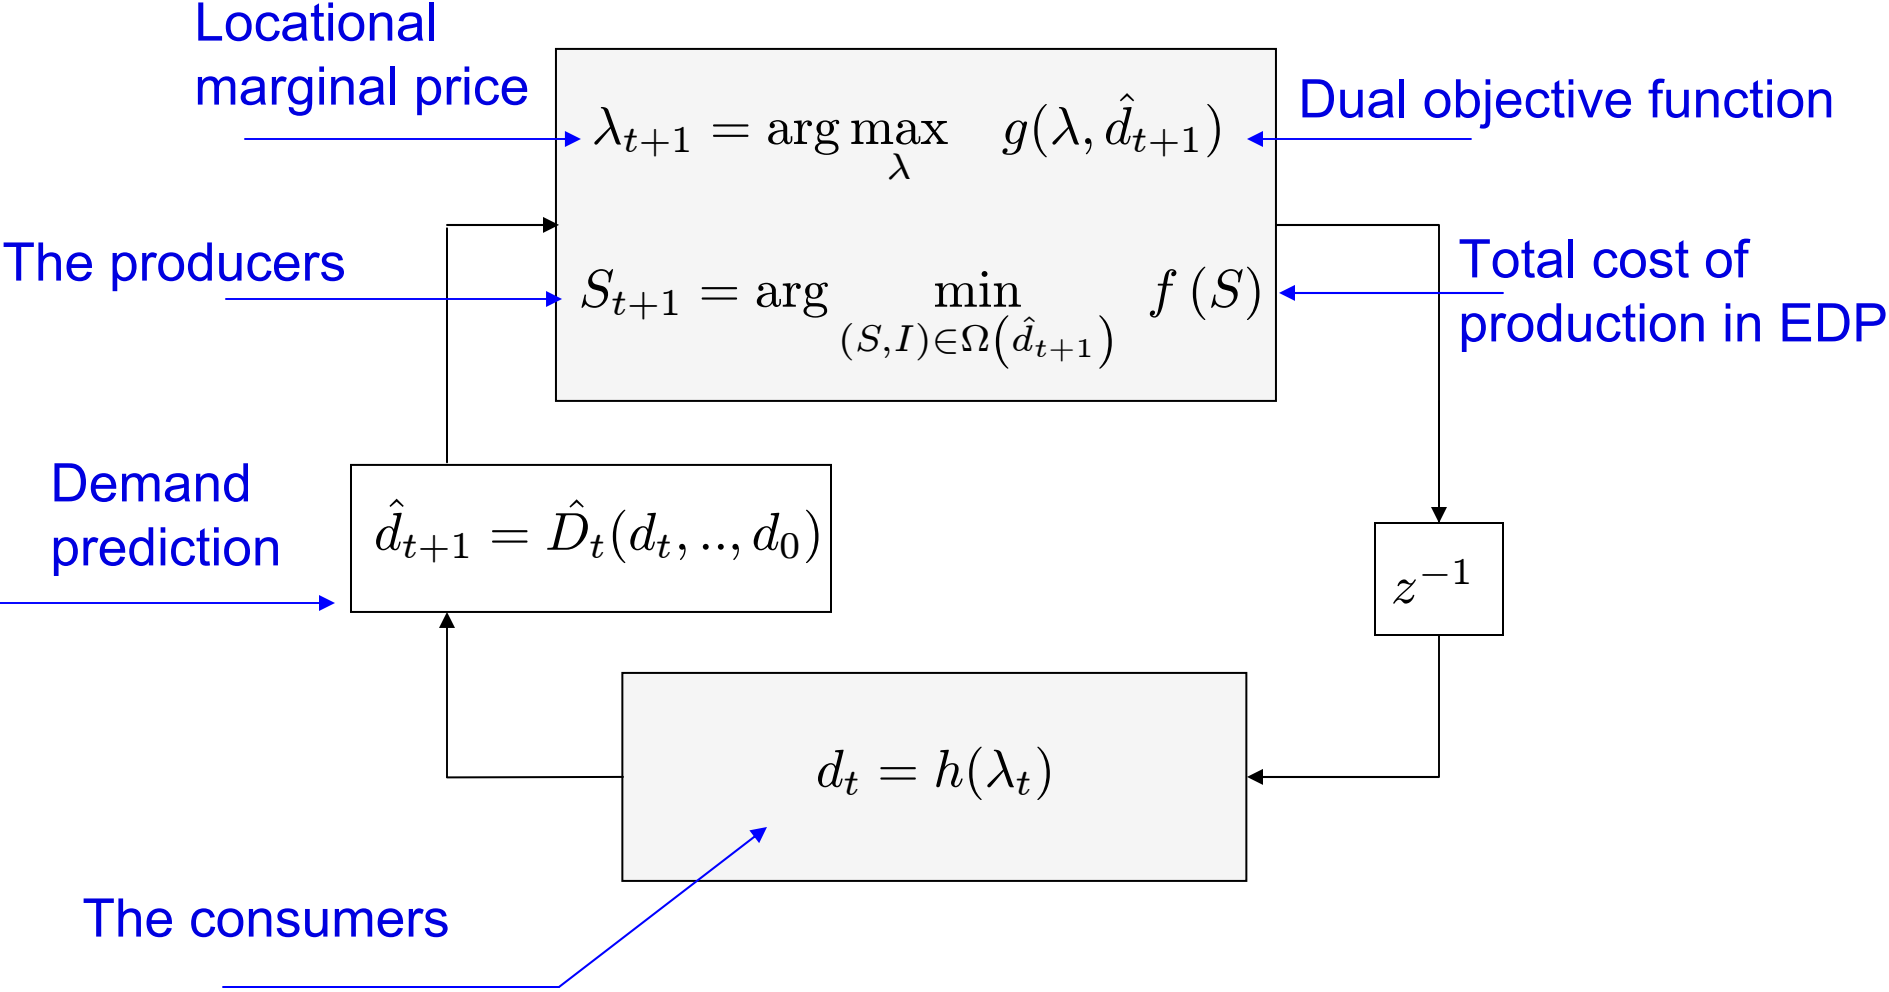 Locational
marginal price
λ_{t+1} = arg max_λ g(λ, d̂_{t+1})
Dual objective function
The producers
S_{t+1} = arg min_{(S,I)∈Ω(d̂_{t+1})} f (S)
Total cost of
production in EDP
Demand
prediction
d̂_{t+1} = D̂_t(d_t, .., d_0)
z^{−1}
d_t = h(λ_t)
The consumers